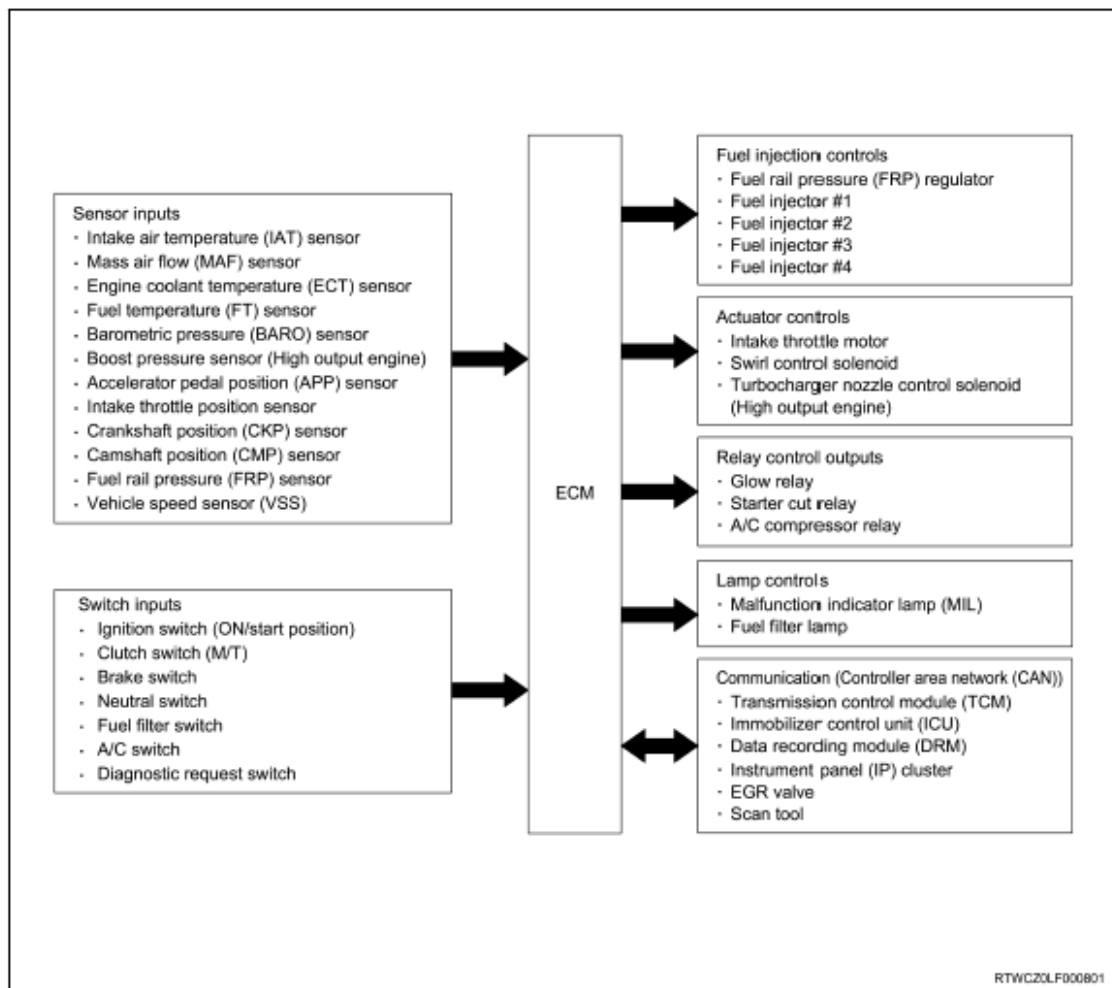 Sensor inputs
· Intake air temperature (IAT) sensor
· Mass air flow (MAF) sensor
· Engine coolant temperature (ECT) sensor
· Fuel temperature (FT) sensor
· Barometric pressure (BARO) sensor
· Boost pressure sensor (High output engine)
· Accelerator pedal position (APP) sensor
· Intake throttle position sensor
· Crankshaft position (CKP) sensor
· Camshaft position (CMP) sensor
· Fuel rail pressure (FRP) sensor
· Vehicle speed sensor (VSS)
Switch inputs
· Ignition switch (ON/start position)
· Clutch switch (M/T)
· Brake switch
· Neutral switch
· Fuel filter switch
· A/C switch
· Diagnostic request switch
ECM
Fuel injection controls
· Fuel rail pressure (FRP) regulator
· Fuel injector #1
· Fuel injector #2
· Fuel injector #3
· Fuel injector #4
Actuator controls
· Intake throttle motor
· Swirl control solenoid
· Turbocharger nozzle control solenoid
(High output engine)
Relay control outputs
· Glow relay
· Starter cut relay
· A/C compressor relay
Lamp controls
· Malfunction indicator lamp (MIL)
· Fuel filter lamp
Communication (Controller area network (CAN))
· Transmission control module (TCM)
· Immobilizer control unit (ICU)
· Data recording module (DRM)
· Instrument panel (IP) cluster
· EGR valve
· Scan tool
RTWCZ0LF000801